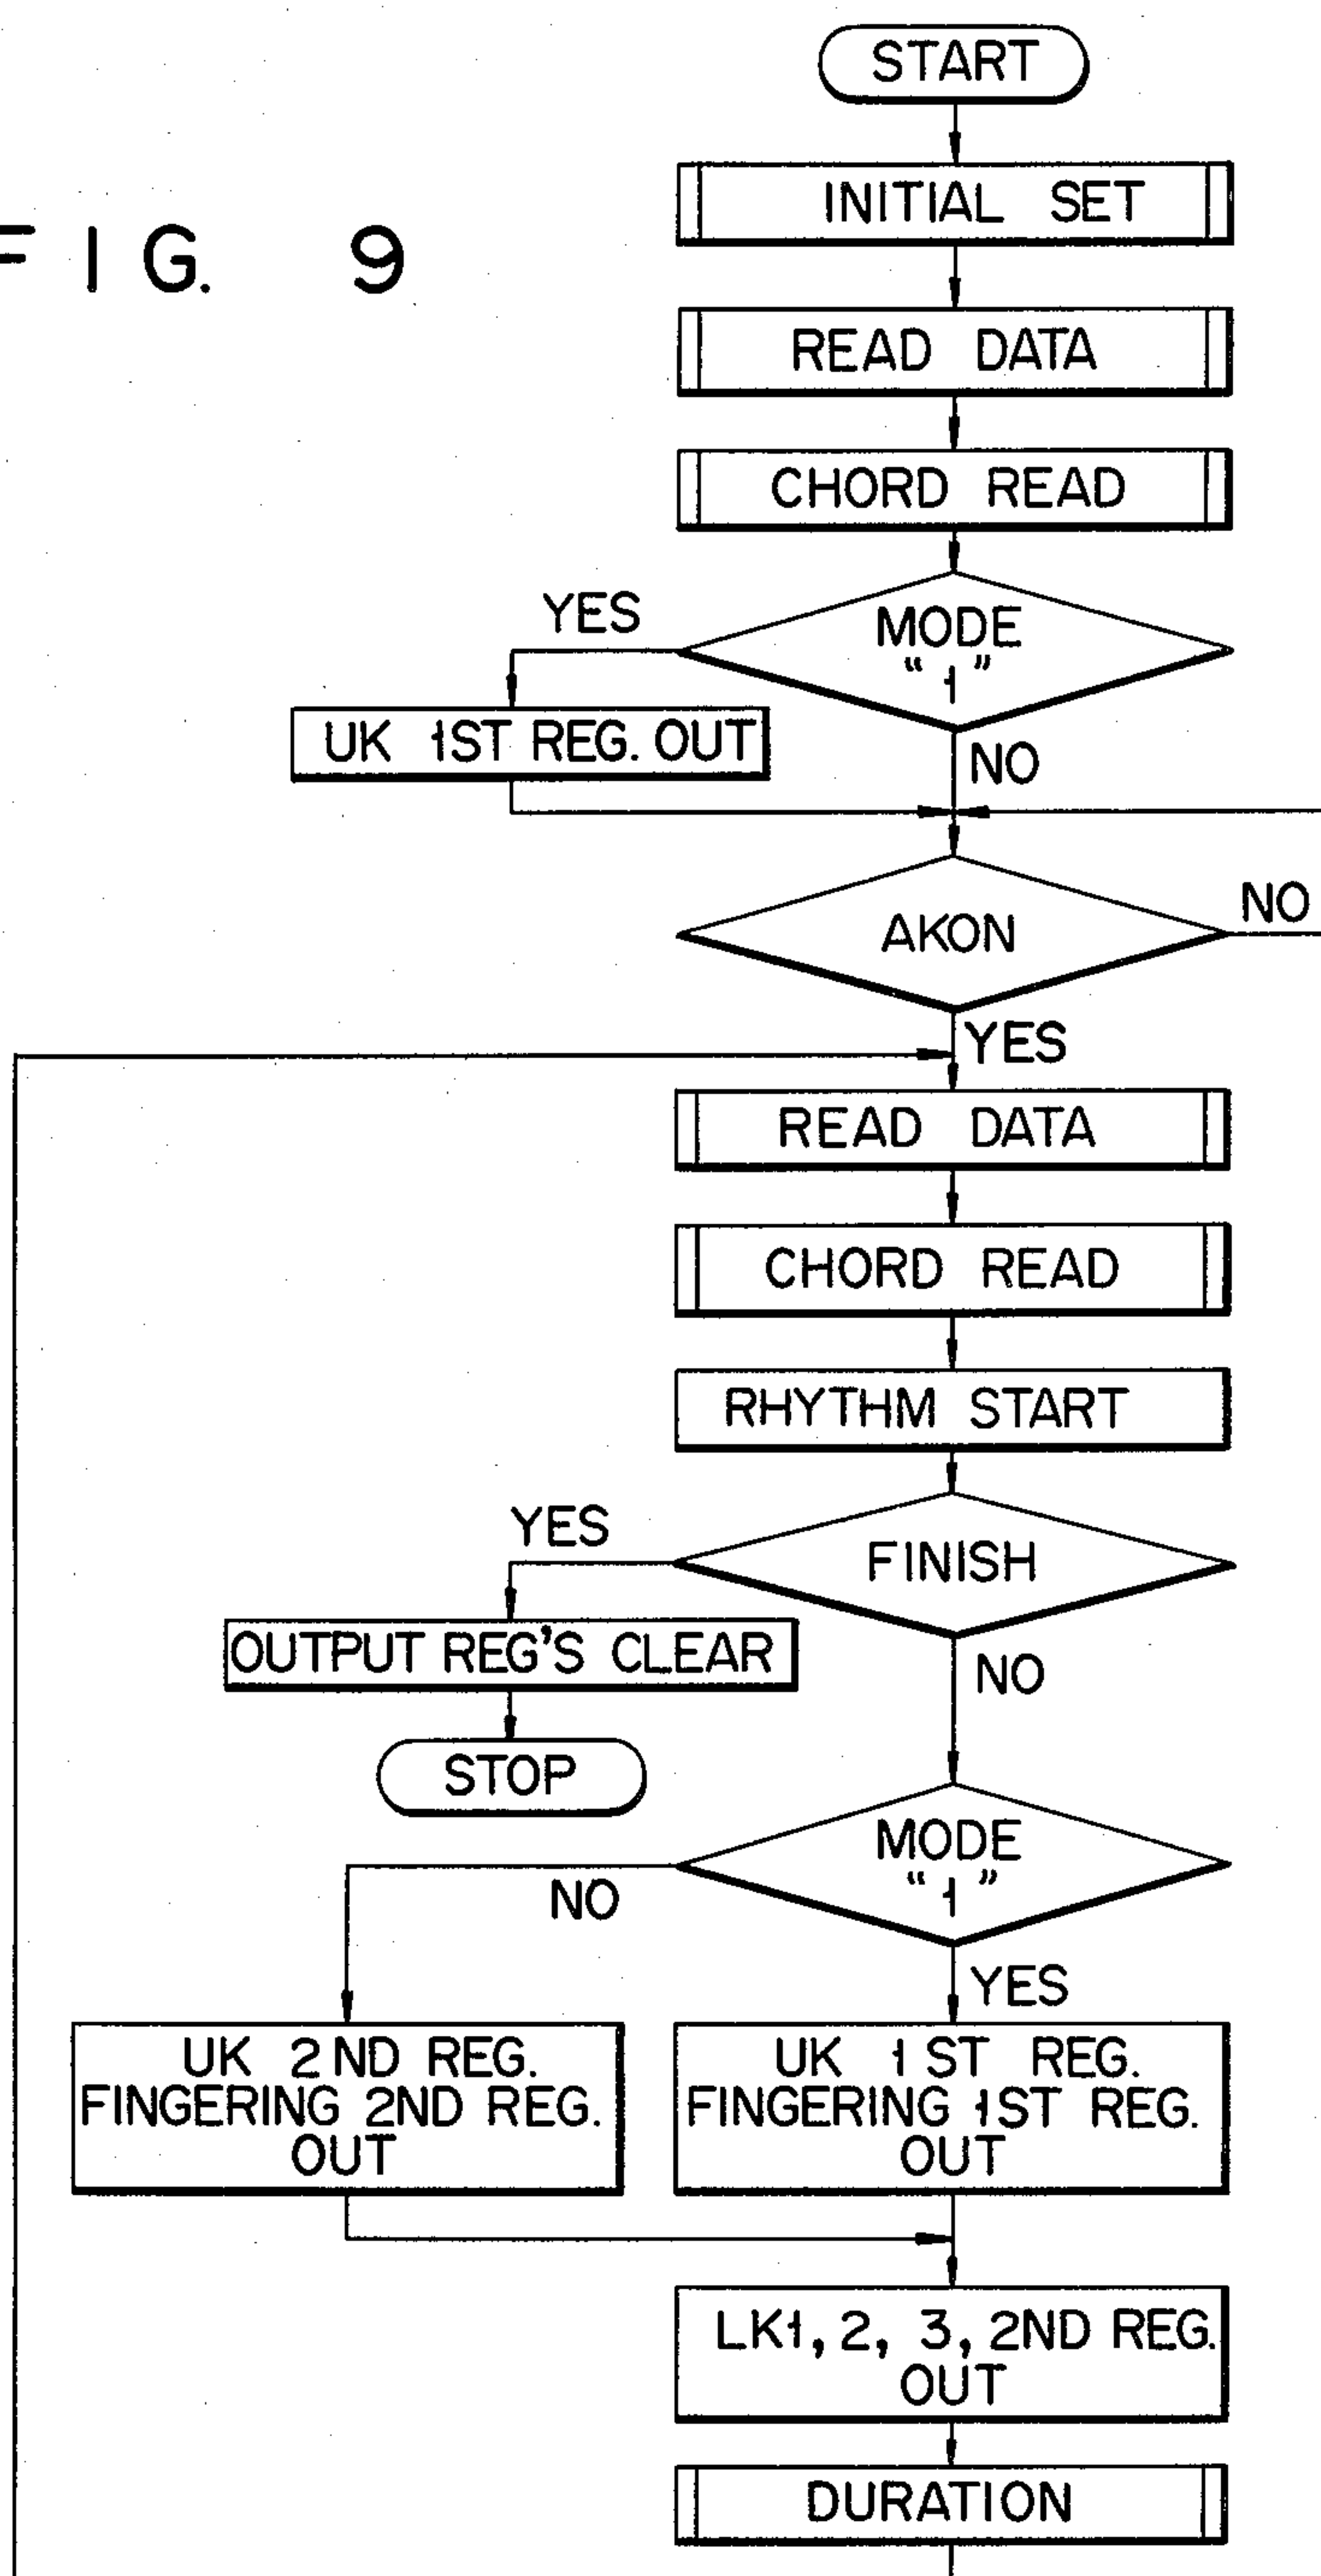 START
INITIAL SET
FIG. 9
READ DATA
CHORD READ
YES
MODE
“1”
UK 1ST REG. OUT
NO
AKON
NO
YES
READ DATA
CHORD READ
RHYTHM START
YES
FINISH
OUTPUT REG'S CLEAR
NO
STOP
MODE
“1”
NO
YES
UK 2ND REG.
FINGERING 2ND REG.
OUT
UK 1ST REG.
FINGERING 1ST REG.
OUT
LK1, 2, 3, 2ND REG.
OUT
DURATION